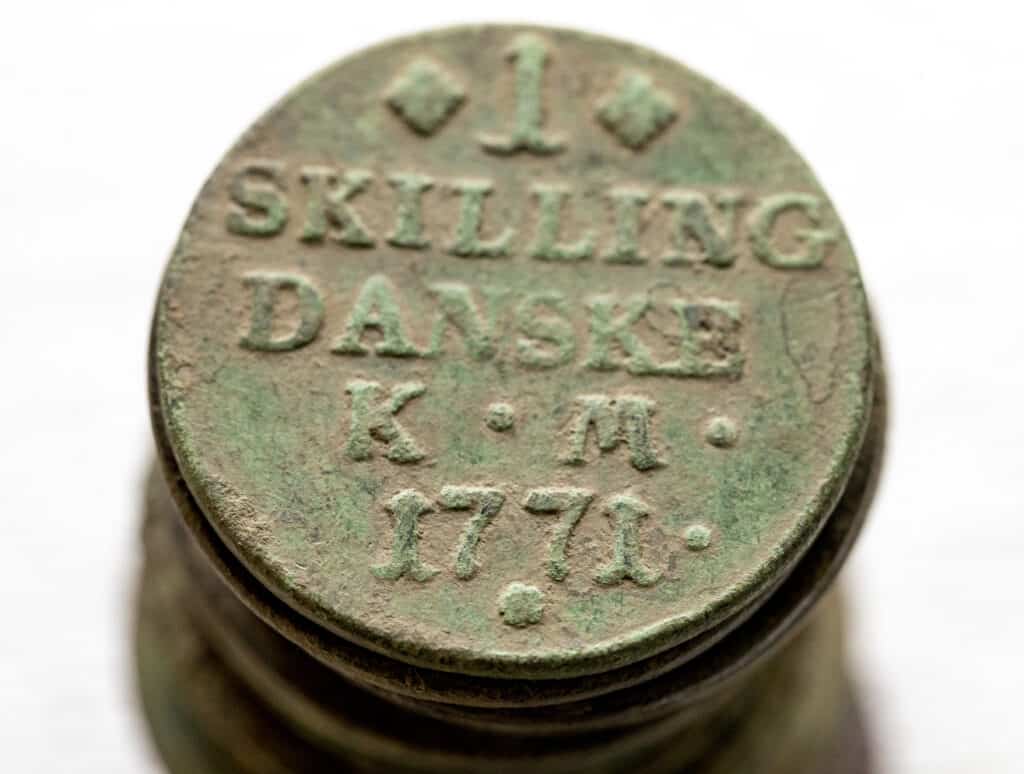 1
SKILLING
DANSKE
K · M ·
1771 ·